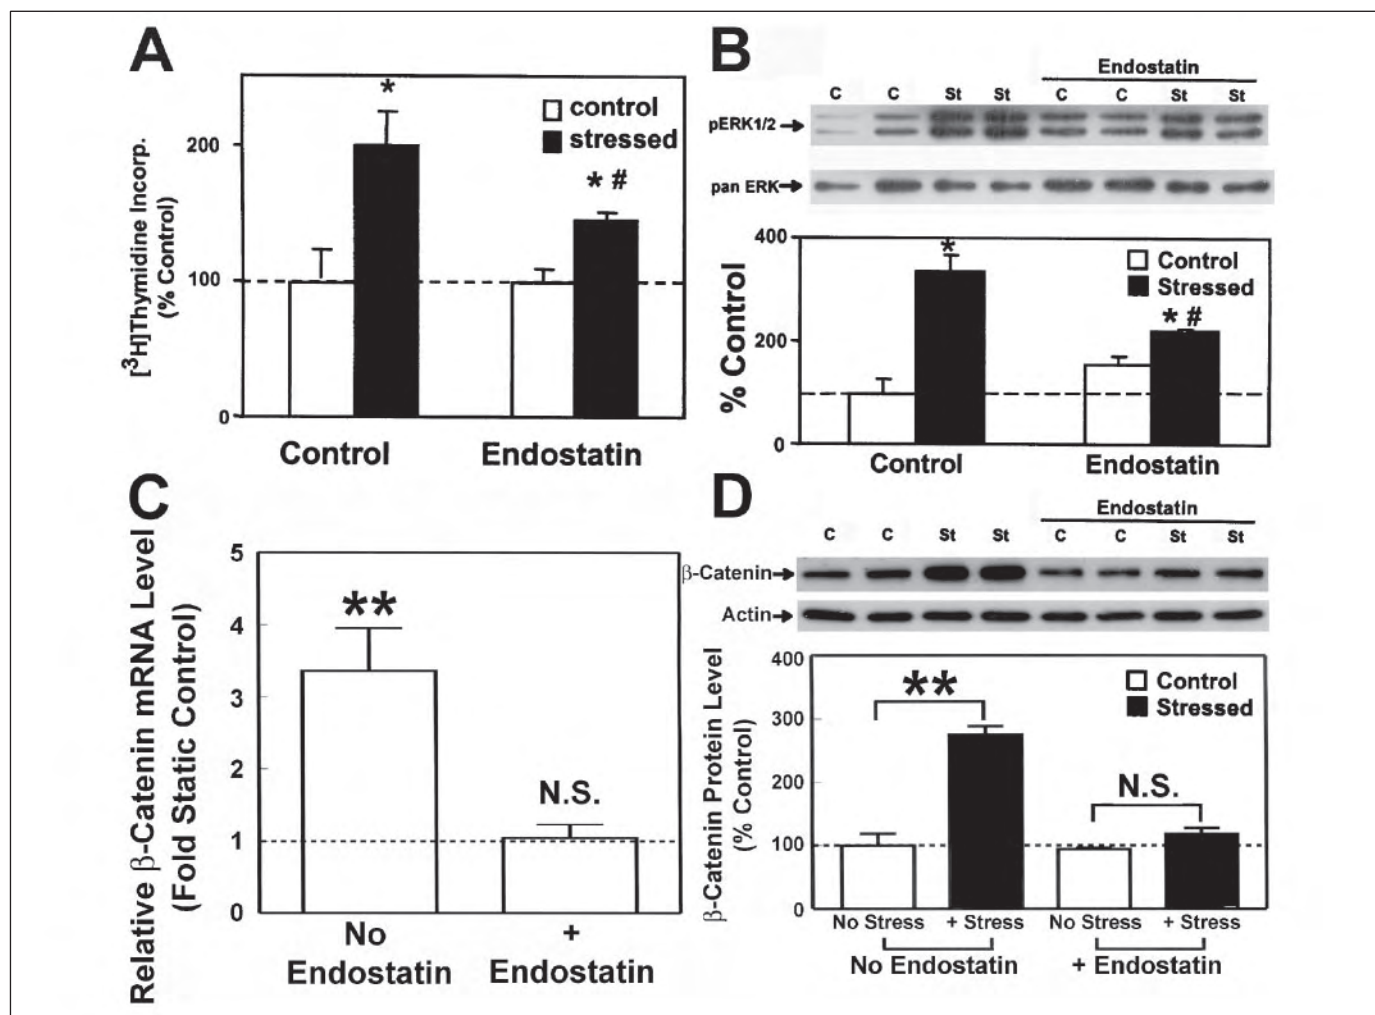 A
[³H]Thymidine Incorp.
(% Control)
200
100
0
*
* #
control
stressed
Control
Endostatin
B
Endostatin
C C St St C C St St
pERK1/2
pan ERK
% Control
400
200
0
*
* #
Control
Stressed
Control
Endostatin
C
Relative β-Catenin mRNA Level
(Fold Static Control)
5
4
3
2
1
0
**
N.S.
No
Endostatin
+
Endostatin
D
Endostatin
C C St St C C St St
β-Catenin
Actin
β-Catenin Protein Level
(% Control)
400
300
200
100
0
**
N.S.
Control
Stressed
No Stress + Stress No Stress + Stress
No Endostatin + Endostatin